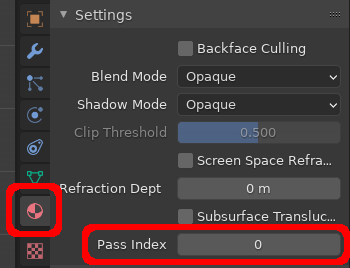 Settings
Backface Culling
Blend Mode Opaque
Shadow Mode Opaque
Clip Threshold 0.500
Screen Space Refra...
Refraction Dept 0 m
Subsurface Transluc...
Pass Index 0